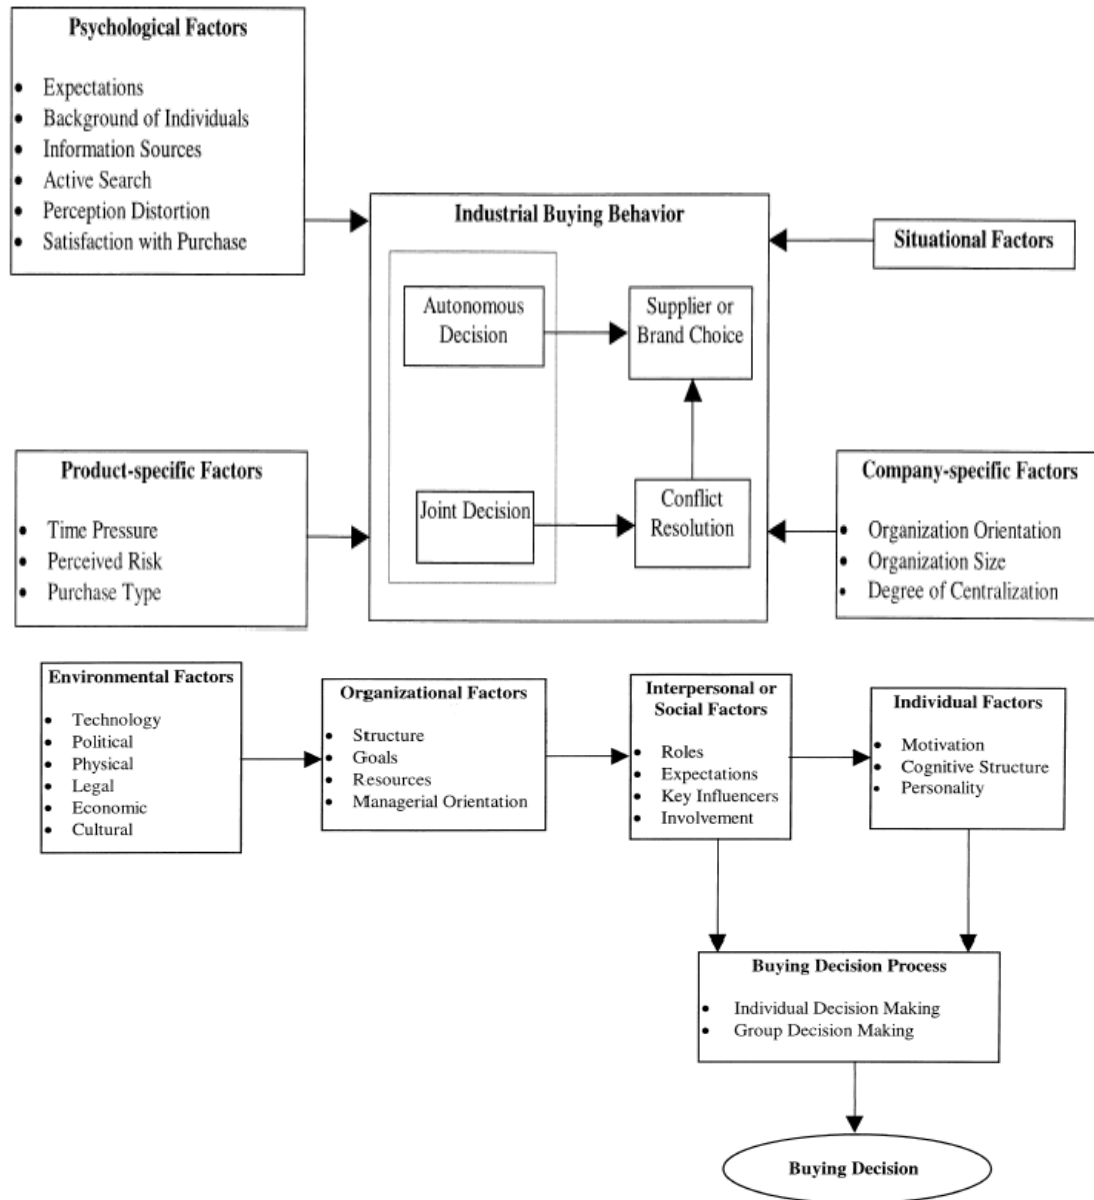 Psychological Factors
• Expectations
• Background of Individuals
• Information Sources
• Active Search
• Perception Distortion
• Satisfaction with Purchase
Industrial Buying Behavior
Autonomous
Decision
Supplier or
Brand Choice
Joint Decision
Conflict
Resolution
Situational Factors
Product-specific Factors
• Time Pressure
• Perceived Risk
• Purchase Type
Company-specific Factors
• Organization Orientation
• Organization Size
• Degree of Centralization
Environmental Factors
• Technology
• Political
• Physical
• Legal
• Economic
• Cultural
Organizational Factors
• Structure
• Goals
• Resources
• Managerial Orientation
Interpersonal or
Social Factors
• Roles
• Expectations
• Key Influencers
• Involvement
Individual Factors
• Motivation
• Cognitive Structure
• Personality
Buying Decision Process
• Individual Decision Making
• Group Decision Making
Buying Decision